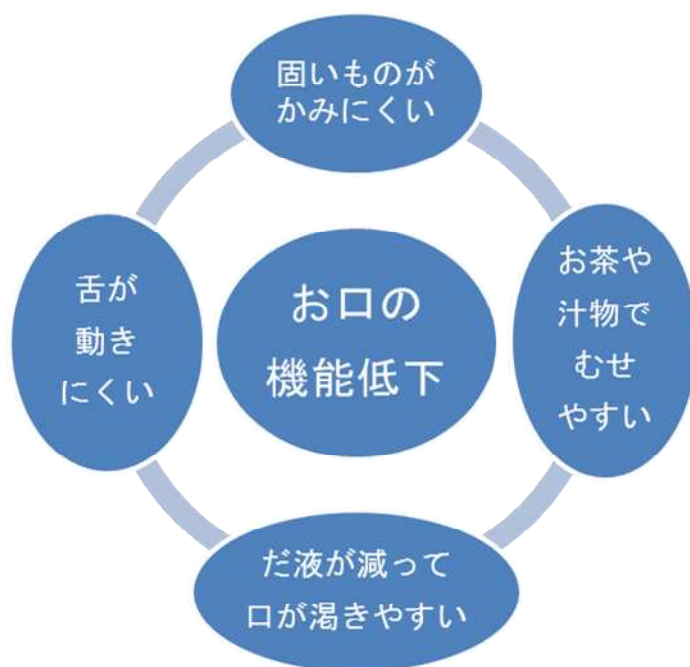 固いものが
かみにくい
お茶や
汁物で
むせ
やすい
だ液が減って
口が渇きやすい
舌が
動き
にくい
お口の
機能低下